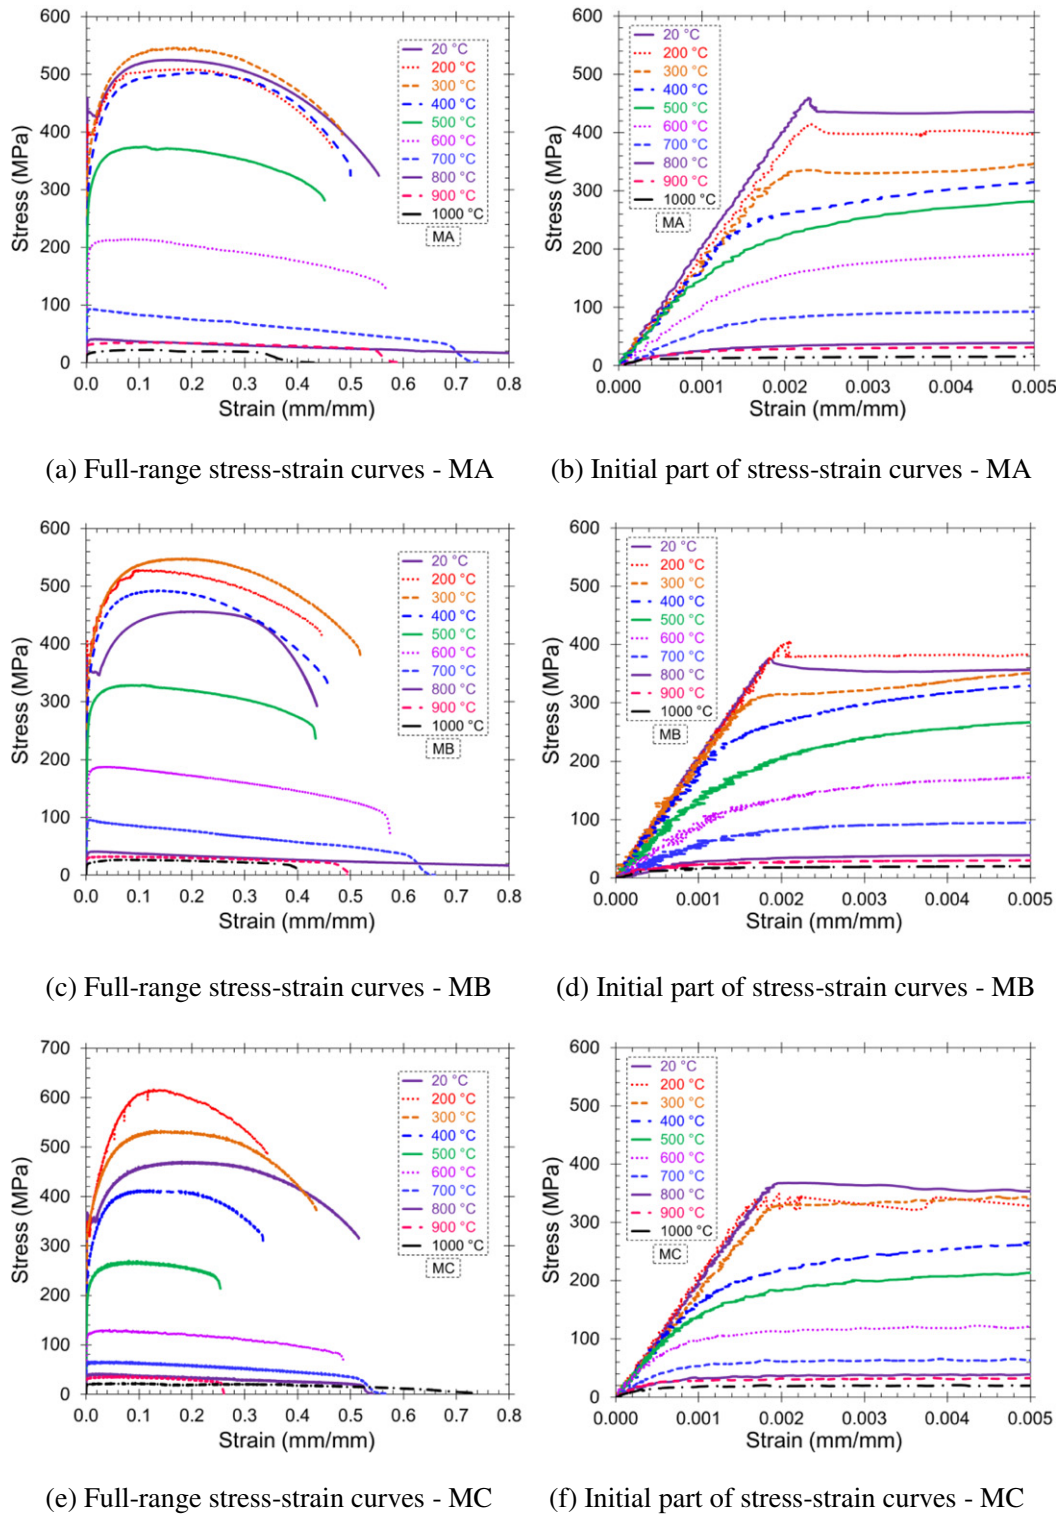 600
500
400
300
200
100
0
Stress (MPa)
20 °C
200 °C
300 °C
400 °C
500 °C
600 °C
700 °C
800 °C
900 °C
1000 °C
MA
0.0 0.1 0.2 0.3 0.4 0.5 0.6 0.7 0.8
Strain (mm/mm)
600
500
400
300
200
100
0
Stress (MPa)
20 °C
200 °C
300 °C
400 °C
500 °C
600 °C
700 °C
800 °C
900 °C
1000 °C
MA
0.000 0.001 0.002 0.003 0.004 0.005
Strain (mm/mm)
(a) Full-range stress-strain curves - MA
(b) Initial part of stress-strain curves - MA
600
500
400
300
200
100
0
Stress (MPa)
20 °C
200 °C
300 °C
400 °C
500 °C
600 °C
700 °C
800 °C
900 °C
1000 °C
MB
0.0 0.1 0.2 0.3 0.4 0.5 0.6 0.7 0.8
Strain (mm/mm)
600
500
400
300
200
100
0
Stress (MPa)
20 °C
200 °C
300 °C
400 °C
500 °C
600 °C
700 °C
800 °C
900 °C
1000 °C
MB
0.000 0.001 0.002 0.003 0.004 0.005
Strain (mm/mm)
(c) Full-range stress-strain curves - MB
(d) Initial part of stress-strain curves - MB
700
600
500
400
300
200
100
0
Stress (MPa)
20 °C
200 °C
300 °C
400 °C
500 °C
600 °C
700 °C
800 °C
900 °C
1000 °C
MC
0.0 0.1 0.2 0.3 0.4 0.5 0.6 0.7 0.8
Strain (mm/mm)
600
500
400
300
200
100
0
Stress (MPa)
20 °C
200 °C
300 °C
400 °C
500 °C
600 °C
700 °C
800 °C
900 °C
1000 °C
MC
0.000 0.001 0.002 0.003 0.004 0.005
Strain (mm/mm)
(e) Full-range stress-strain curves - MC
(f) Initial part of stress-strain curves - MC